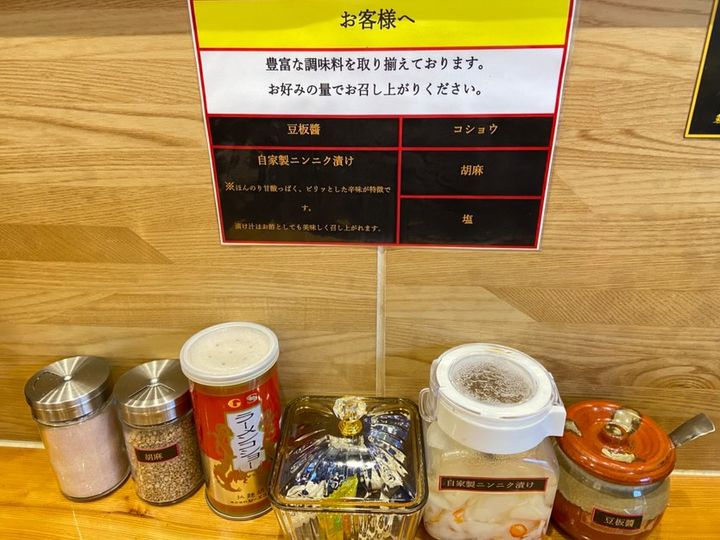 お客様へ
豊富な調味料を取り揃えております。
お好みの量でお召し上がりください。
豆板醬
コショウ
自家製ニンニク漬け
※ほんのり甘酸っぱく、ピリッとした辛味が特徴で
す。
漬け汁はお酢としても美味しく召し上がれます。
胡麻
塩
胡麻
G
ラーメンコショー
自家製ニンニク漬け
豆板醬